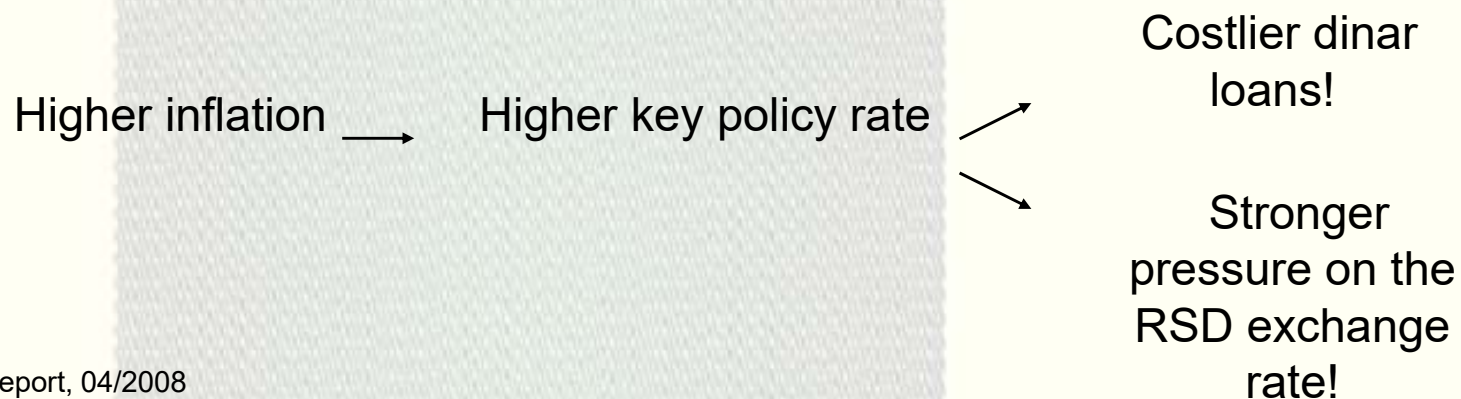 Higher inflation
Higher key policy rate
Costlier dinar
loans!
Stronger
pressure on the
RSD exchange
rate!
eport, 04/2008